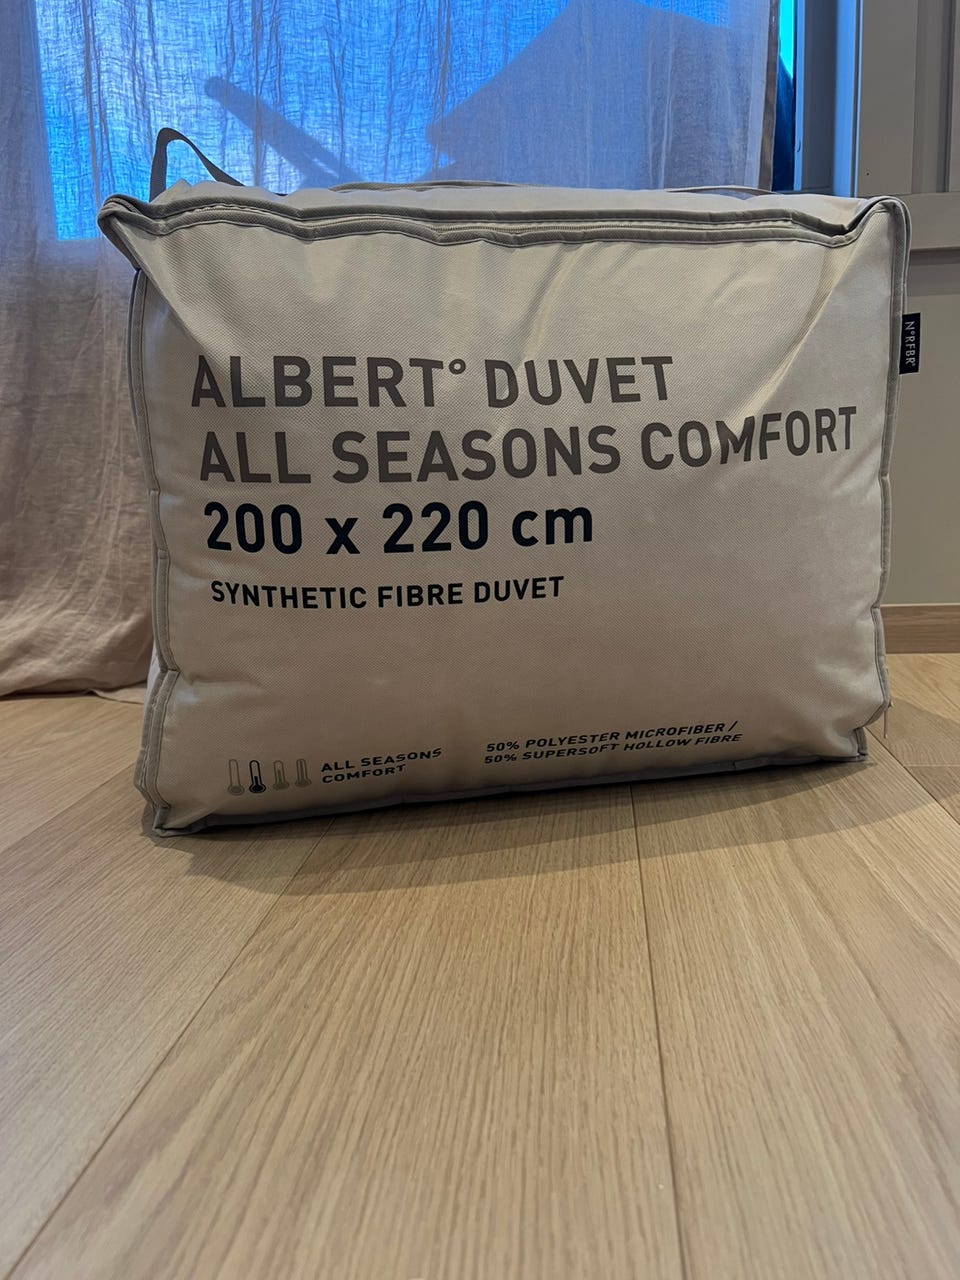 ALBERT° DUVET
ALL SEASONS COMFORT
200 x 220 cm
SYNTHETIC FIBRE DUVET
ALL SEASONS
COMFORT
50% POLYESTER MICROFIBER /
50% SUPERSOFT HOLLOW FIBRE
N°RFBR°